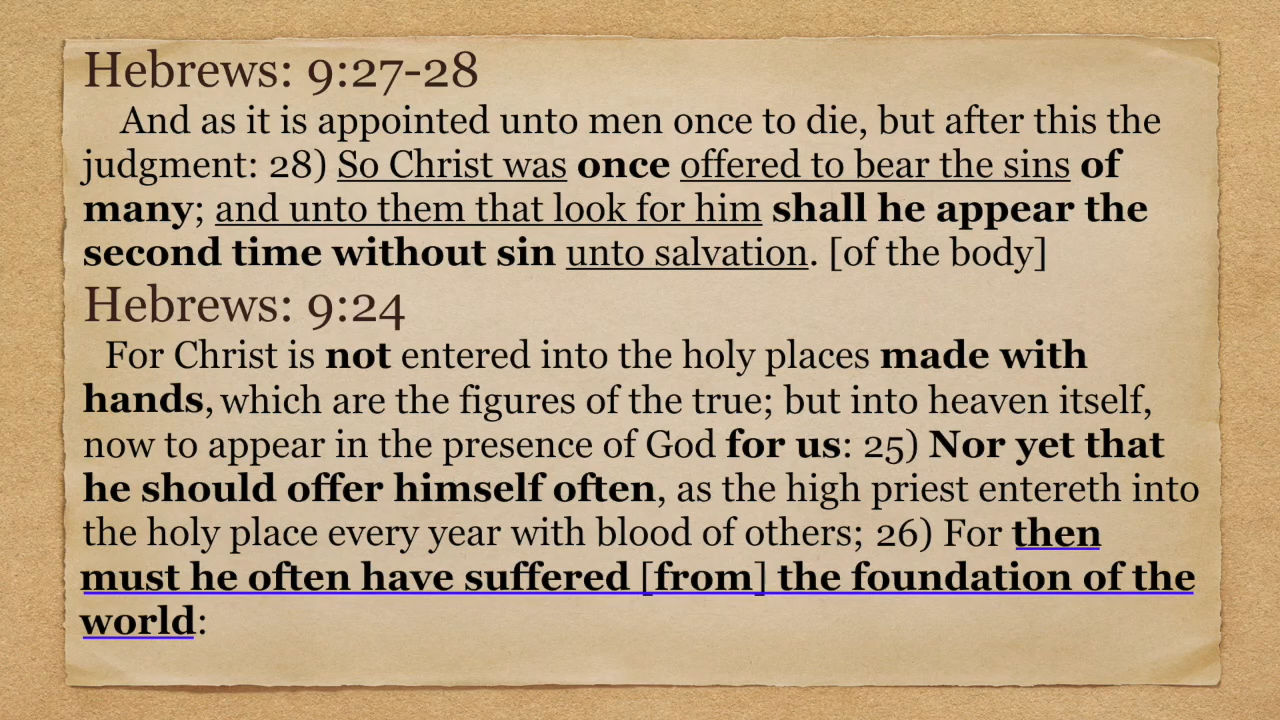 Hebrews: 9:27-28
And as it is appointed unto men once to die, but after this the
judgment: 28) So Christ was once offered to bear the sins of
many; and unto them that look for him shall he appear the
second time without sin unto salvation. [of the body]
Hebrews: 9:24
For Christ is not entered into the holy places made with
hands, which are the figures of the true; but into heaven itself,
now to appear in the presence of God for us: 25) Nor yet that
he should offer himself often, as the high priest entereth into
the holy place every year with blood of others; 26) For then
must he often have suffered [from] the foundation of the
world: